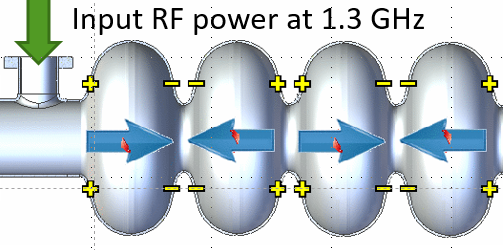 Input RF power at 1.3 GHz
+ - - + + - - +
+ - - + + - - +